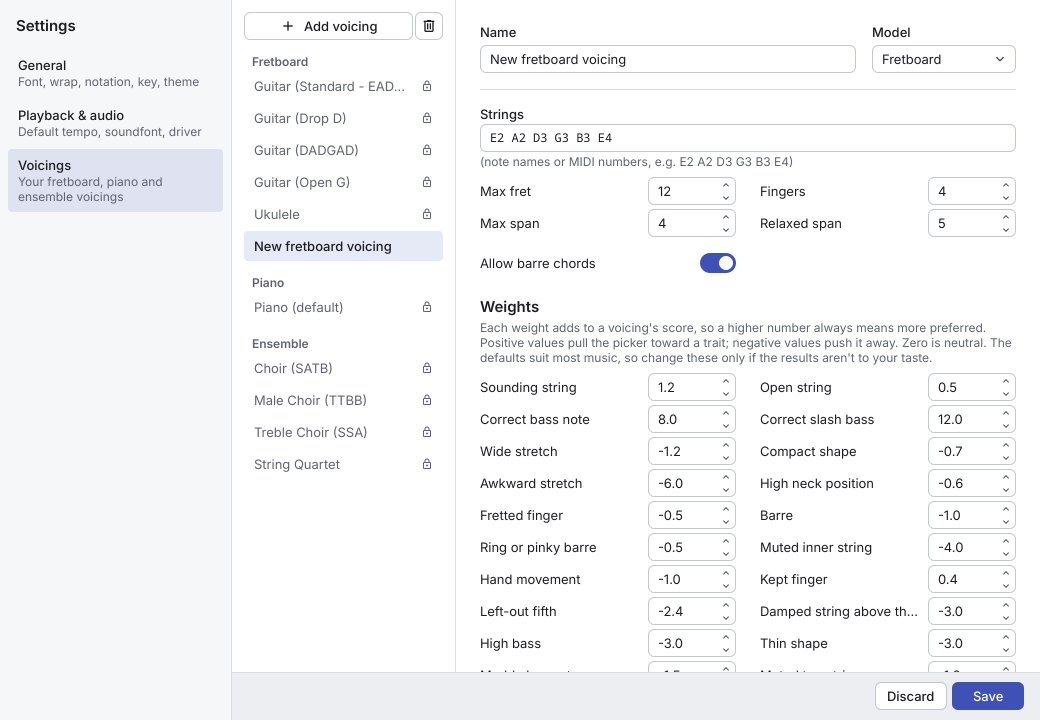 Settings
General
Font, wrap, notation, key, theme
Playback & audio
Default tempo, soundfont, driver
Voicings
Your fretboard, piano and
ensemble voicings
Add voicing
Fretboard
Guitar (Standard - EAD...
Guitar (Drop D)
Guitar (DADGAD)
Guitar (Open G)
Ukulele
New fretboard voicing
Piano
Piano (default)
Ensemble
Choir (SATB)
Male Choir (TTBB)
Treble Choir (SSA)
String Quartet
Name Model
New fretboard voicing Fretboard
Strings
E2 A2 D3 G3 B3 E4
(note names or MIDI numbers, e.g. E2 A2 D3 G3 B3 E4)
Max fret 12 Fingers 4
Max span 4 Relaxed span 5
Allow barre chords
Weights
Each weight adds to a voicing's score, so a higher number always means more preferred.
Positive values pull the picker toward a trait; negative values push it away. Zero is neutral. The
defaults suit most music, so change these only if the results aren't to your taste.
Sounding string 1.2 Open string 0.5
Correct bass note 8.0 Correct slash bass 12.0
Wide stretch -1.2 Compact shape -0.7
Awkward stretch -6.0 High neck position -0.6
Fretted finger -0.5 Barre -1.0
Ring or pinky barre -0.5 Muted inner string -4.0
Hand movement -1.0 Kept finger 0.4
Left-out fifth -2.4 Damped string above th...
-3.0
High bass -3.0 Thin shape -3.0
Discard Save